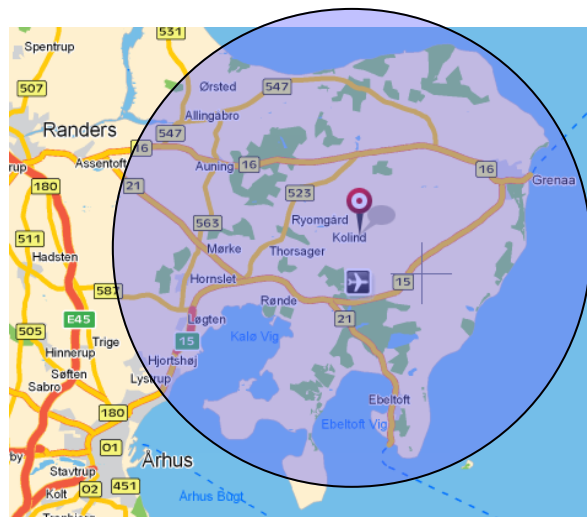 531
Spentrup
547
Ørsted
507
Allingåbro
Randers
547
Assentoft
16
Auning
16
16
rup
180
21
523
Grenaa
563
Ryomgård
511
Kolind
Mørke
Thorsager
Hadsten
Hornslet
15
587
Rønde
E45
Løgten
21
505
Trige
Kalø Vig
Hinnerup
15
Hjortshøj
Søften
Lystrup
Sabro
Ebeltoft
180
Ebeltoft Vig
O1
by
Århus
Stavtrup
O2
451
Århus Bugt
Kolt
Tranbjerg